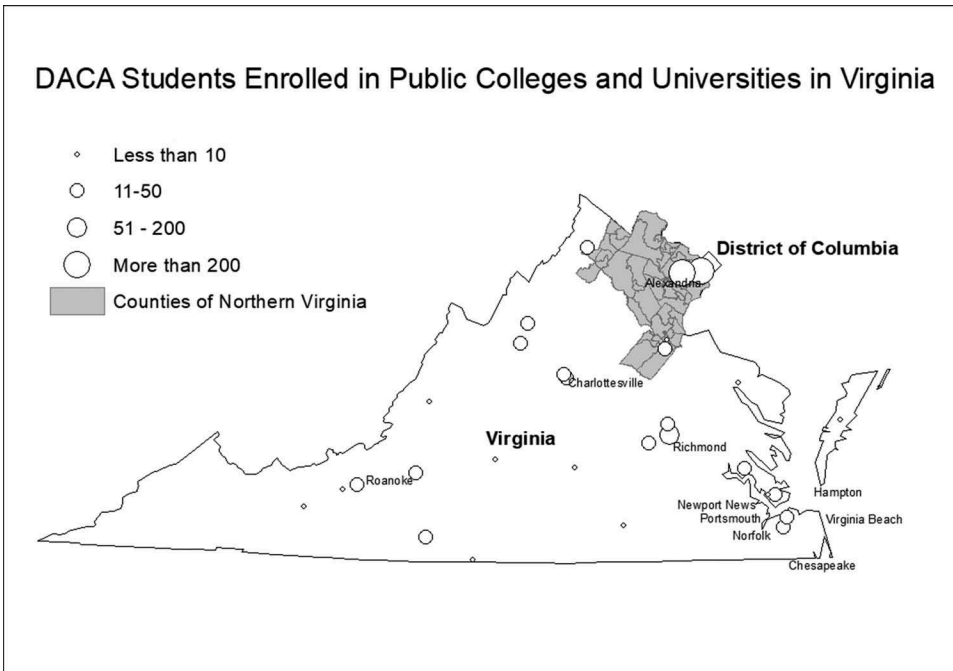 DACA Students Enrolled in Public Colleges and Universities in Virginia
Less than 10
11-50
51 - 200
More than 200
Counties of Northern Virginia
District of Columbia
Alexandria
Charlottesville
Virginia
Richmond
Roanoke
Hampton
Newport News
Portsmouth
Virginia Beach
Norfolk
Chesapeake